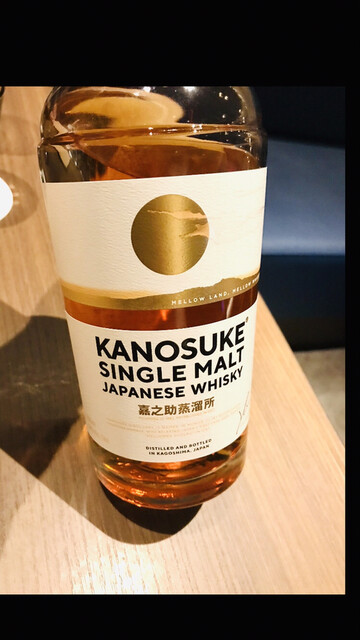 MELLOW LAND, MELLOW
KANOSUKE
SINGLE MALT
JAPANESE WHISKY
嘉之助蒸溜所
DISTILLED AND BOTTLED
IN KAGOSHIMA, JAPAN